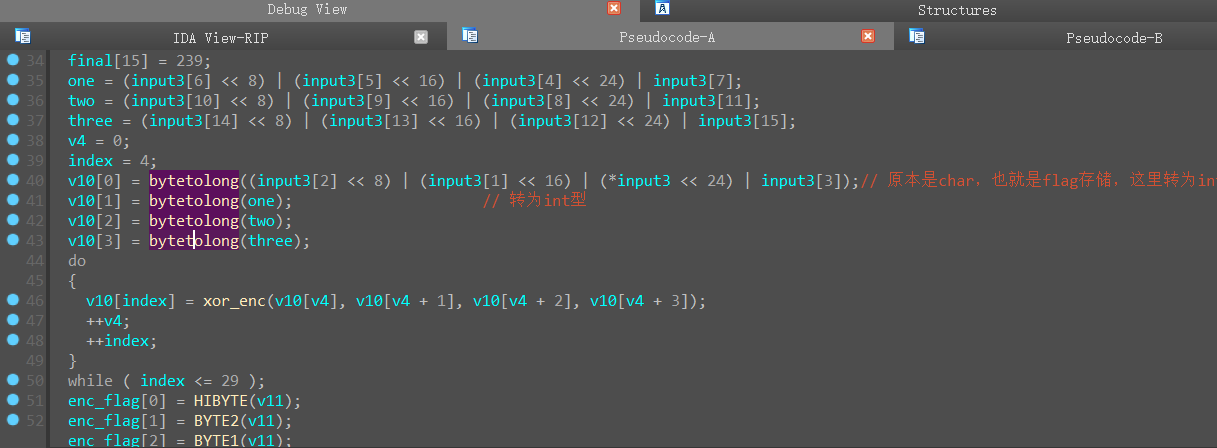 Debug View
Structures
IDA View-RIP
Pseudocode-A
Pseudocode-B
34 final[15] = 239;
35 one = (input3[6] << 8) | (input3[5] << 16) | (input3[4] << 24) | input3[7];
36 two = (input3[10] << 8) | (input3[9] << 16) | (input3[8] << 24) | input3[11];
37 three = (input3[14] << 8) | (input3[13] << 16) | (input3[12] << 24) | input3[15];
38 v4 = 0;
39 index = 4;
40 v10[0] = bytetolong((input3[2] << 8) | (input3[1] << 16) | (*input3 << 24) | input3[3]);// 原本是char，也就是flag存储，这里转为in
41 v10[1] = bytetolong(one); // 转为int型
42 v10[2] = bytetolong(two);
43 v10[3] = bytetolong(three);
44 do
45 {
46 v10[index] = xor_enc(v10[v4], v10[v4 + 1], v10[v4 + 2], v10[v4 + 3]);
47 ++v4;
48 ++index;
49 }
50 while ( index <= 29 );
51 enc_flag[0] = HIBYTE(v11);
52 enc_flag[1] = BYTE2(v11);
enc_flag[2] = BYTE1(v11);